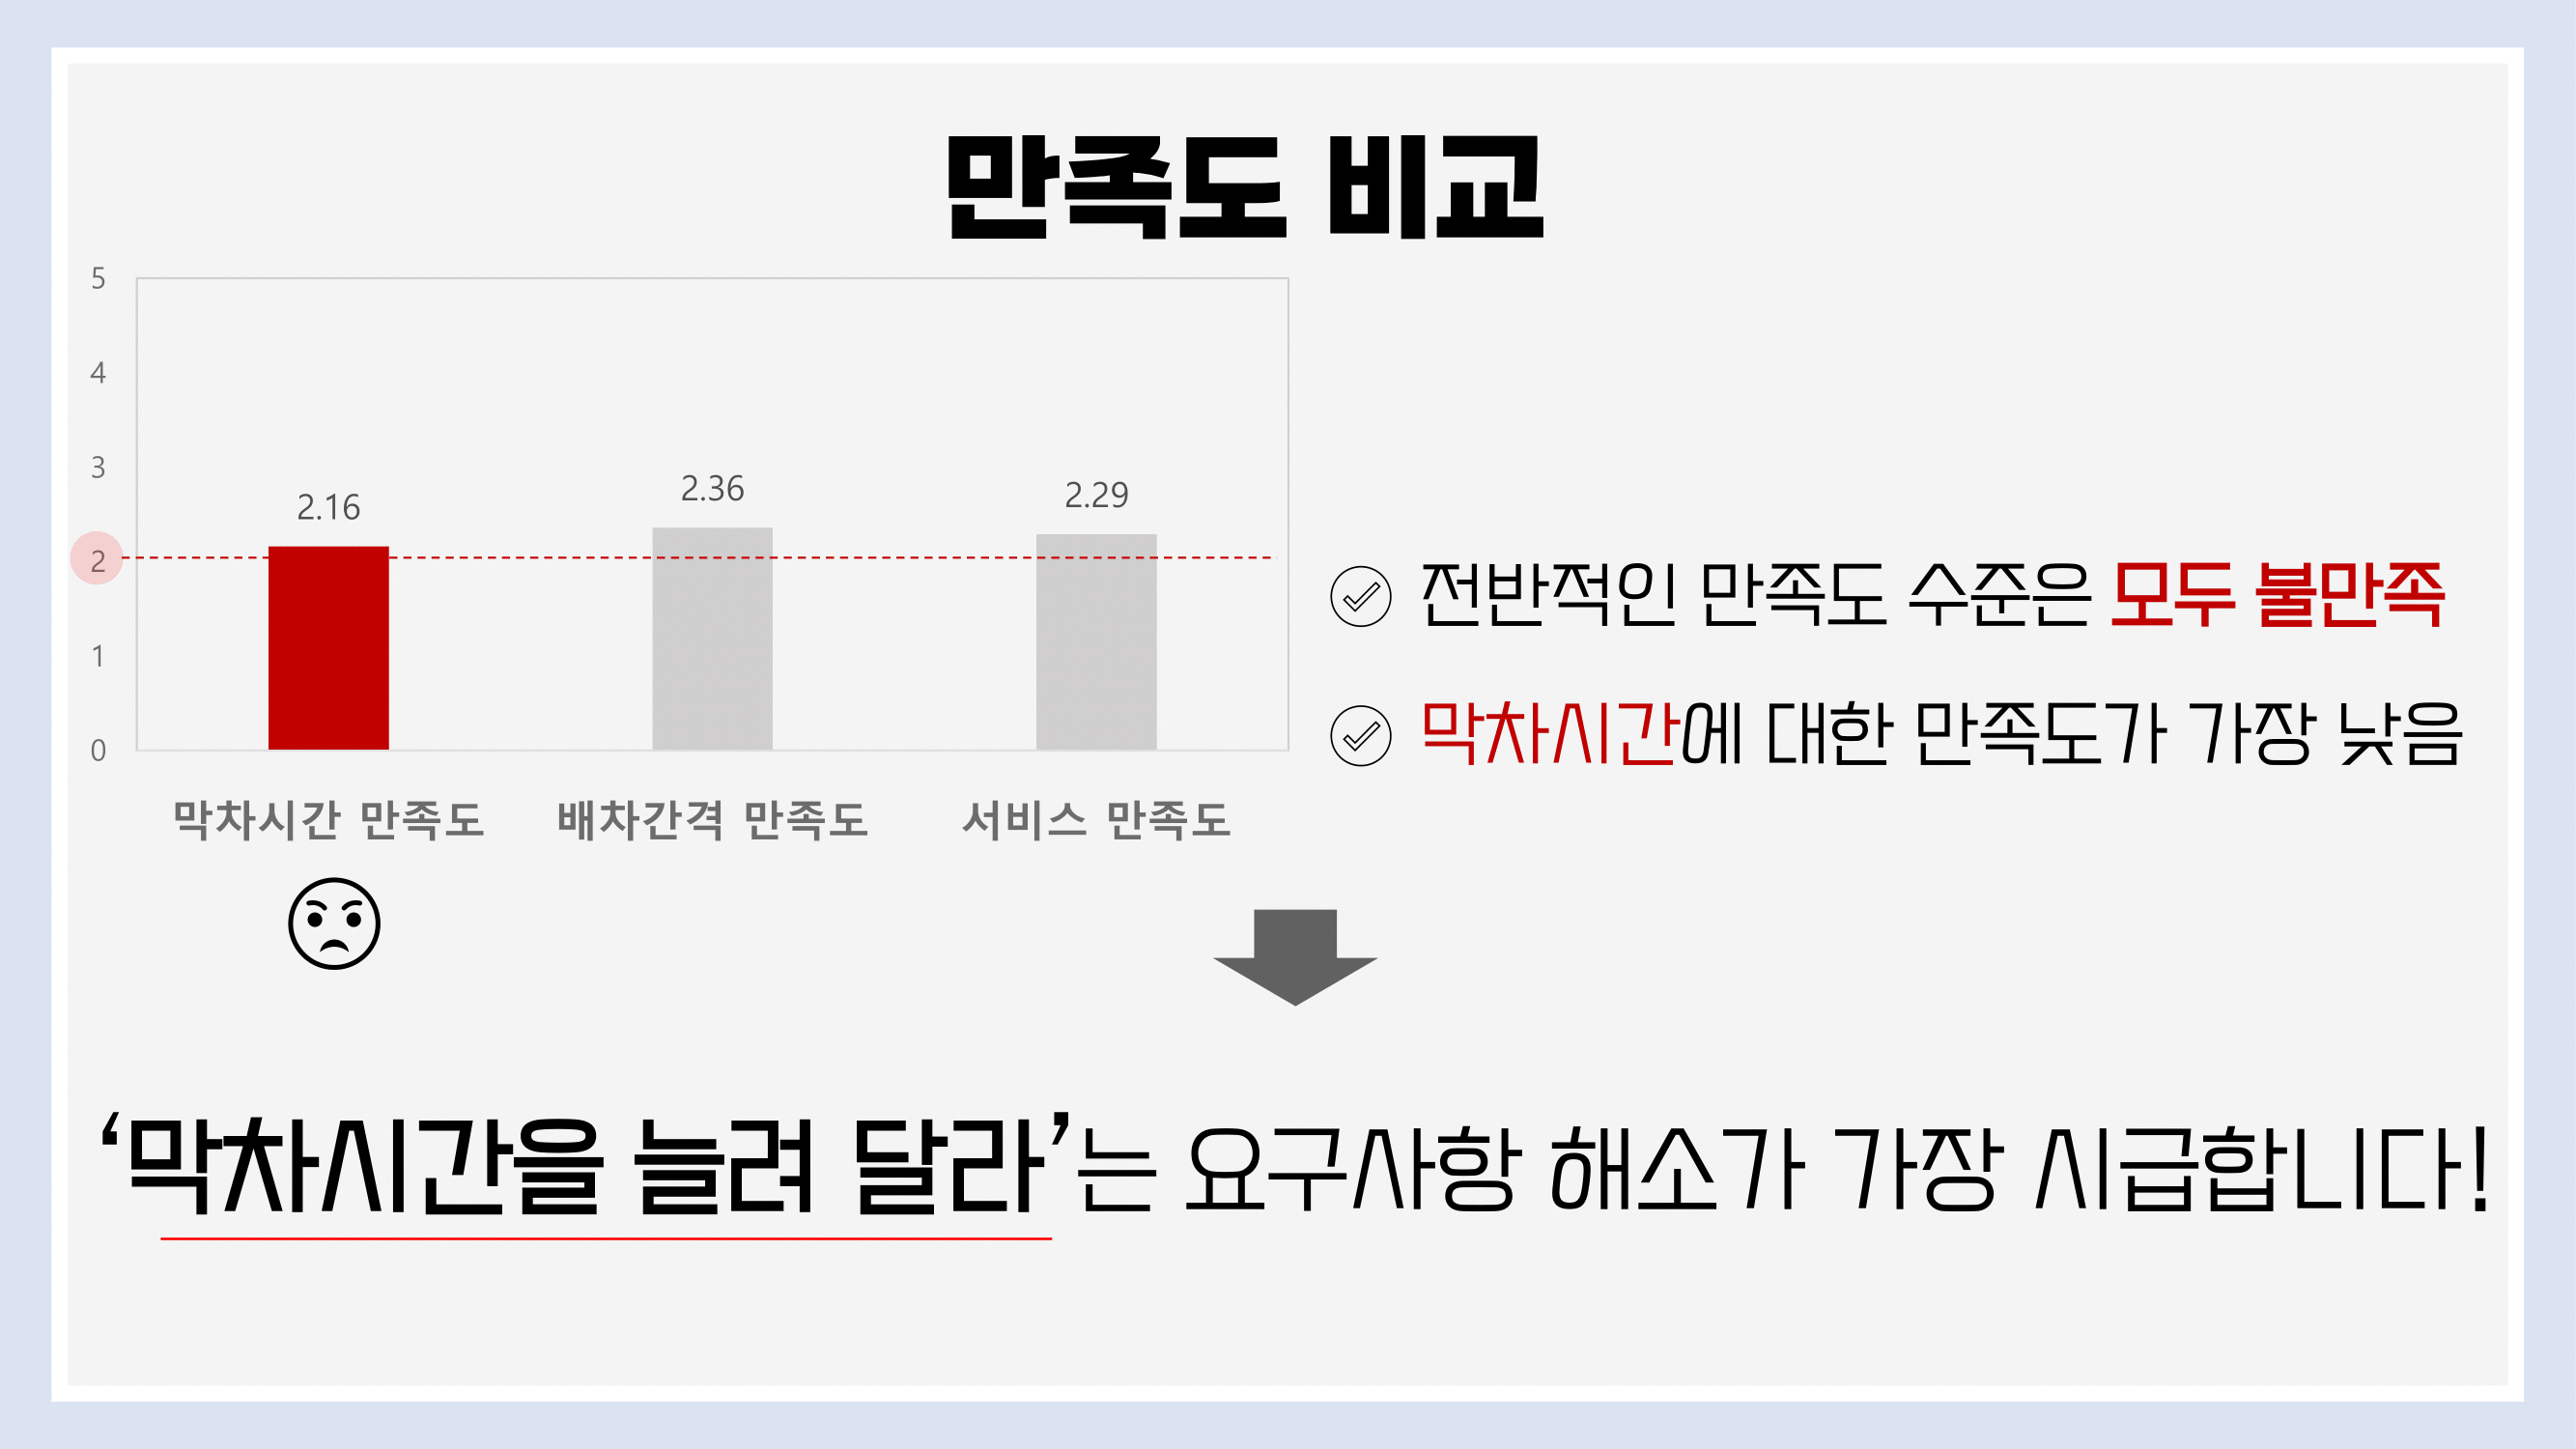 만족도 비교
5
4
3
2
1
0
2.16
2.36
2.29
막차시간 만족도
배차간격 만족도
서비스 만족도
전반적인 만족도 수준은 모두 불만족
막차시간에 대한 만족도가 가장 낮음
‘막차시간을 늘려 달라’는 요구사항 해소가 가장 시급합니다!